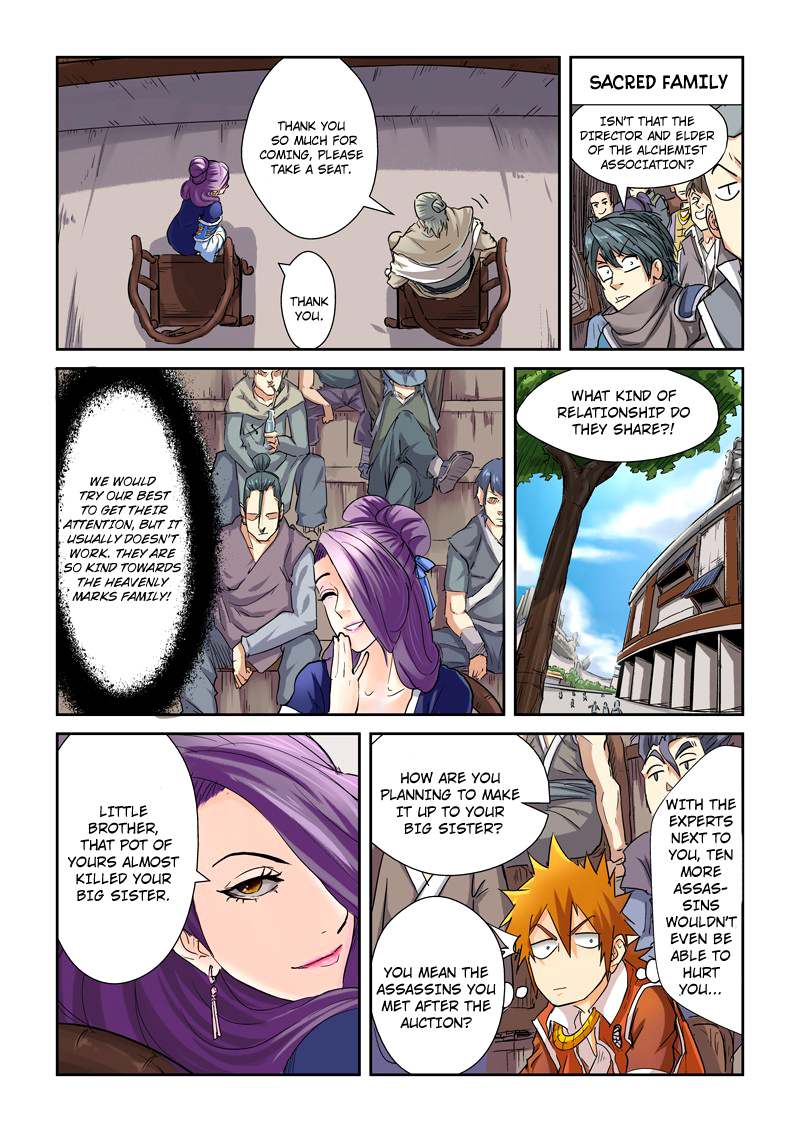 THANK YOU
SO MUCH FOR
COMING, PLEASE
TAKE A SEAT.
THANK
YOU.
SACRED FAMILY
ISN'T THAT THE
DIRECTOR AND ELDER
OF THE ALCHEMIST
ASSOCIATION?
WE WOULD
TRY OUR BEST
TO GET THEIR
ATTENTION, BUT IT
USUALLY DOESN'T
WORK. THEY ARE
SO KIND TOWARDS
THE HEAVENLY
MARKS FAMILY!
WHAT KIND OF
RELATIONSHIP DO
THEY SHARE?!
LITTLE
BROTHER,
THAT POT OF
YOURS ALMOST
KILLED YOUR
BIG SISTER.
HOW ARE YOU
PLANNING TO MAKE
IT UP TO YOUR
BIG SISTER?
YOU MEAN THE
ASSASSINS YOU
MET AFTER THE
AUCTION?
WITH THE
EXPERTS
NEXT TO
YOU, TEN
MORE
ASSAS-
SINS
WOULDN'T
EVEN BE
ABLE TO
HURT
YOU...